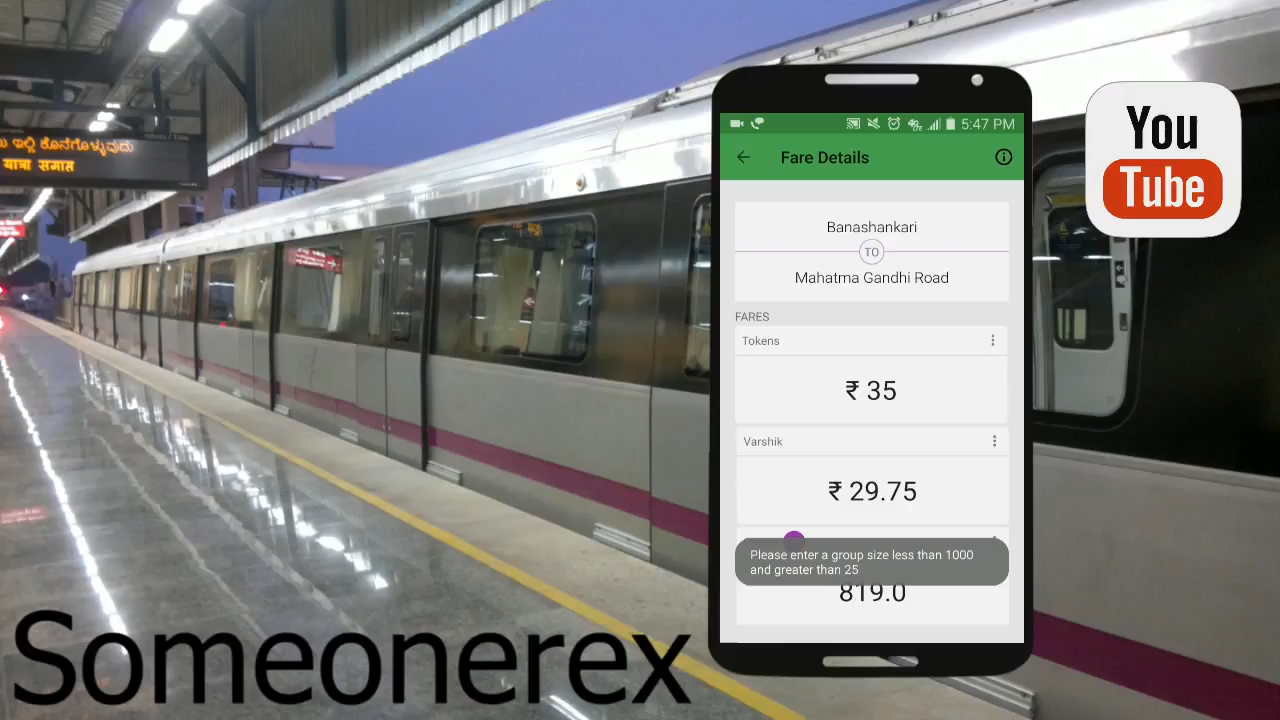 ು ಇಲ್ಲಿ ಕೊನೆಗೊಳ್ಳುವುದು
यात्रा समाप्त
5:47 PM
Fare Details
Banashankari
TO
Mahatma Gandhi Road
FARES
Tokens
₹ 35
Varshik
₹ 29.75
Please enter a group size less than 1000
and greater than 25
819.0
You
Tube
Someonerex